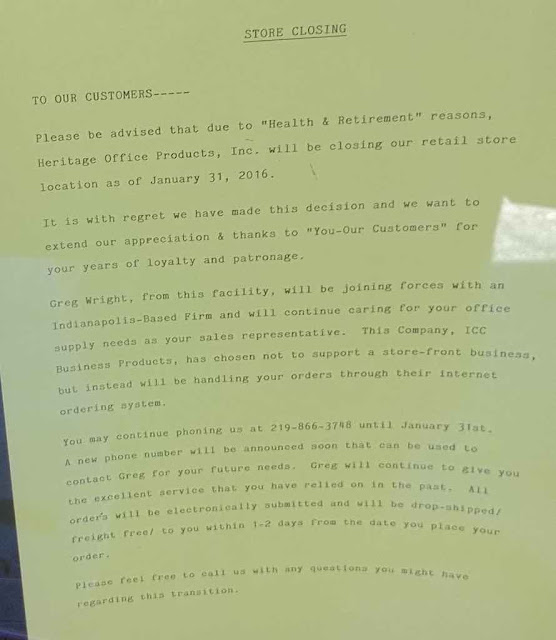 STORE CLOSING
TO OUR CUSTOMERS-----
Please be advised that due to "Health & Retirement" reasons,
Heritage Office Products, Inc. will be closing our retail store
location as of January 31, 2016.
It is with regret we have made this decision and we want to
extend our appreciation & thanks to "You-Our Customers" for
your years of loyalty and patronage.
Greg Wright, from this facility, will be joining forces with an
Indianapolis-Based Firm and will continue caring for your office
supply needs as your sales representative. This Company, ICC
Business Products, has chosen not to support a store-front business,
but instead will be handling your orders through their internet
ordering system.
You may continue phoning us at 219-866-3748 until January 31st.
A new phone number will be announced soon that can be used to
contact Greg for your future needs. Greg will continue to give you
the excellent service that you have relied on in the past. All
order's will be electronically submitted and will be drop-shipped/
freight free/ to you within 1-2 days from the date you place your
order.
Please feel free to call us with any questions you might have
regarding this transition.